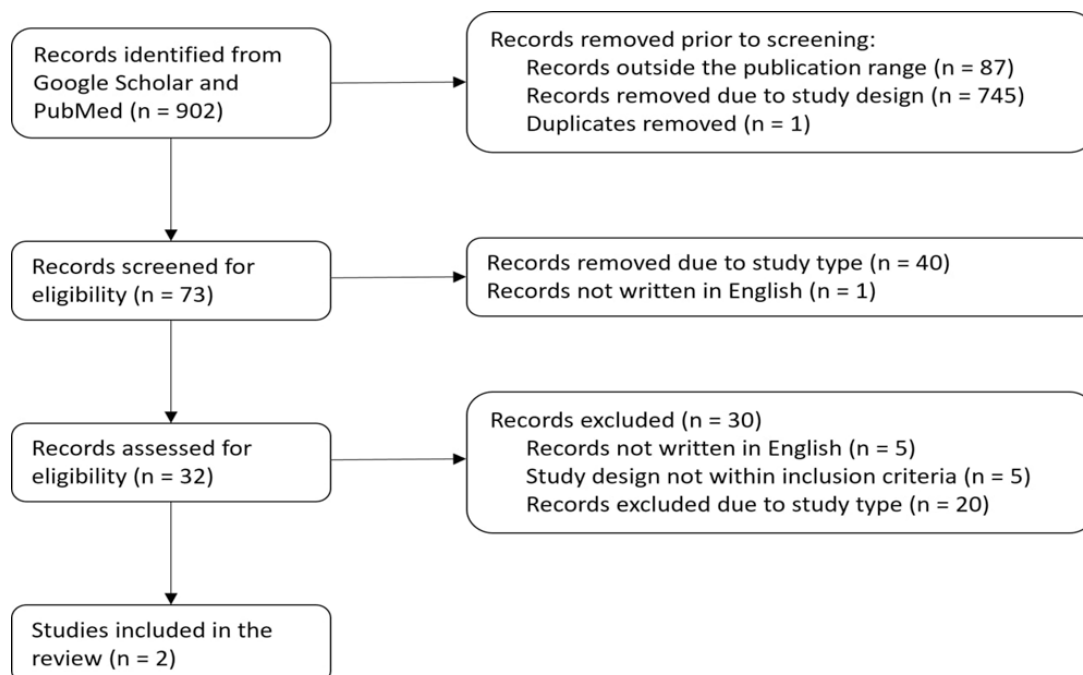 Records identified from
Google Scholar and
PubMed (n = 902)
Records removed prior to screening:
Records outside the publication range (n = 87)
Records removed due to study design (n = 745)
Duplicates removed (n = 1)
Records screened for
eligibility (n = 73)
Records removed due to study type (n = 40)
Records not written in English (n = 1)
Records assessed for
eligibility (n = 32)
Records excluded (n = 30)
Records not written in English (n = 5)
Study design not within inclusion criteria (n = 5)
Records excluded due to study type (n = 20)
Studies included in the
review (n = 2)